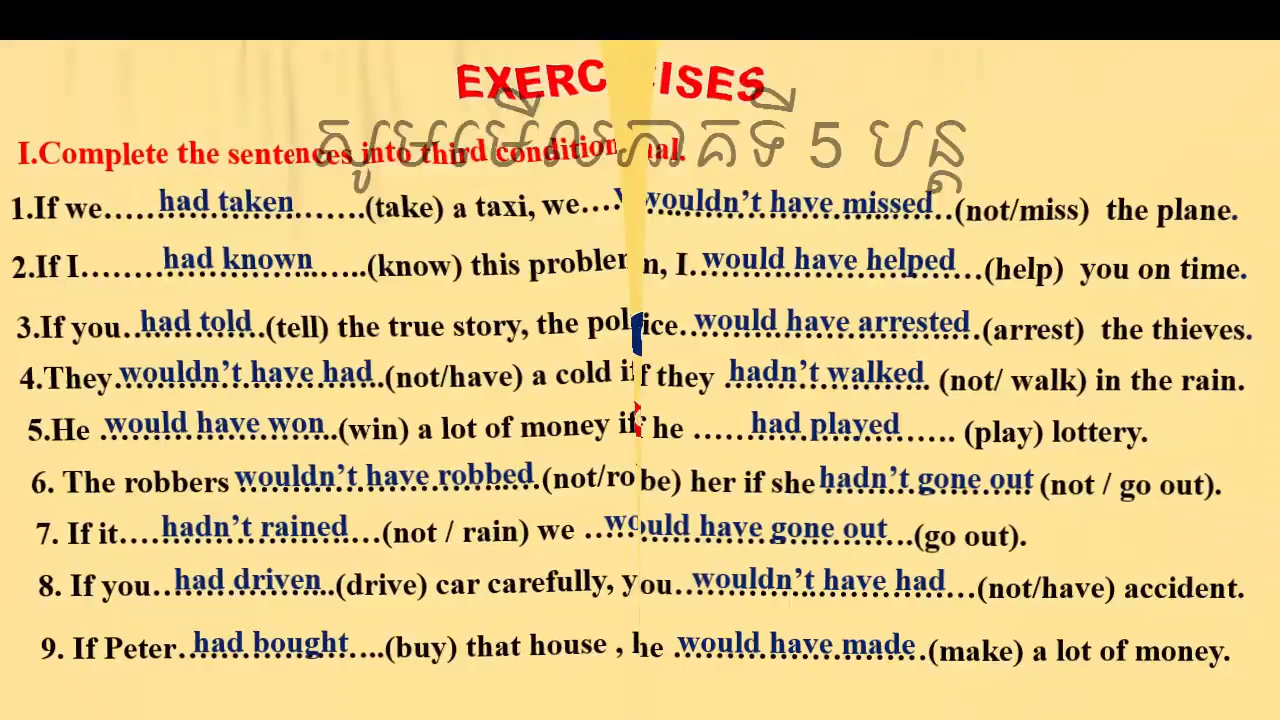 EXERCISES
សូមមើលភាគទី 5 បន្ត
I.Complete the sentences into third conditional.
1.If we……had taken…….(take) a taxi, we…wouldn’t have missed..(not/miss) the plane.
2.If I……..had known…..(know) this problem, I.would have helped…(help) you on time.
3.If you..had told..(tell) the true story, the police..would have arrested.(arrest) the thieves.
4.They.wouldn’t have had..(not/have) a cold if they hadn’t walked. (not/ walk) in the rain.
5.He would have won..(win) a lot of money if he ……had played……. (play) lottery.
6. The robbers wouldn’t have robbed.(not/robe) her if she hadn’t gone out (not / go out).
7. If it….hadn’t rained…(not / rain) we …would have gone out…(go out).
8. If you…had driven..(drive) car carefully, you..wouldn’t have had…(not/have) accident.
9. If Peter..had bought….(buy) that house , he .would have made.(make) a lot of money.